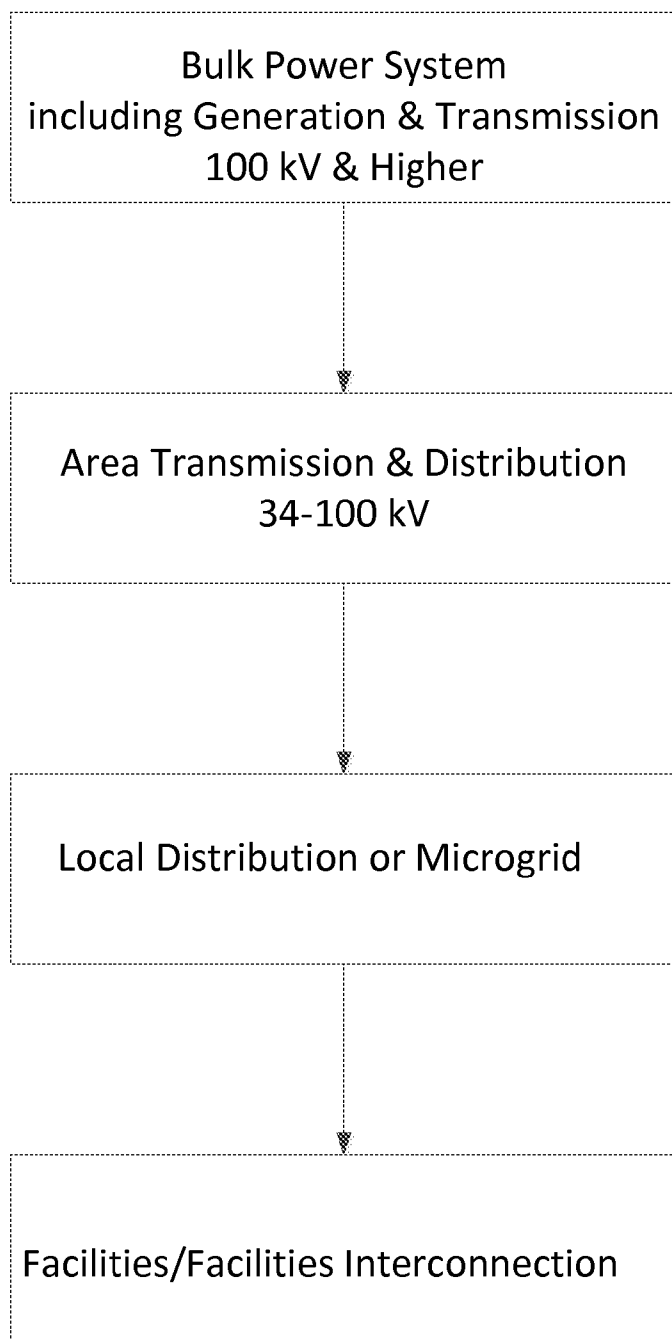 Bulk Power System
including Generation & Transmission
100 kV & Higher
Area Transmission & Distribution
34-100 kV
Local Distribution or Microgrid
Facilities/Facilities Interconnection